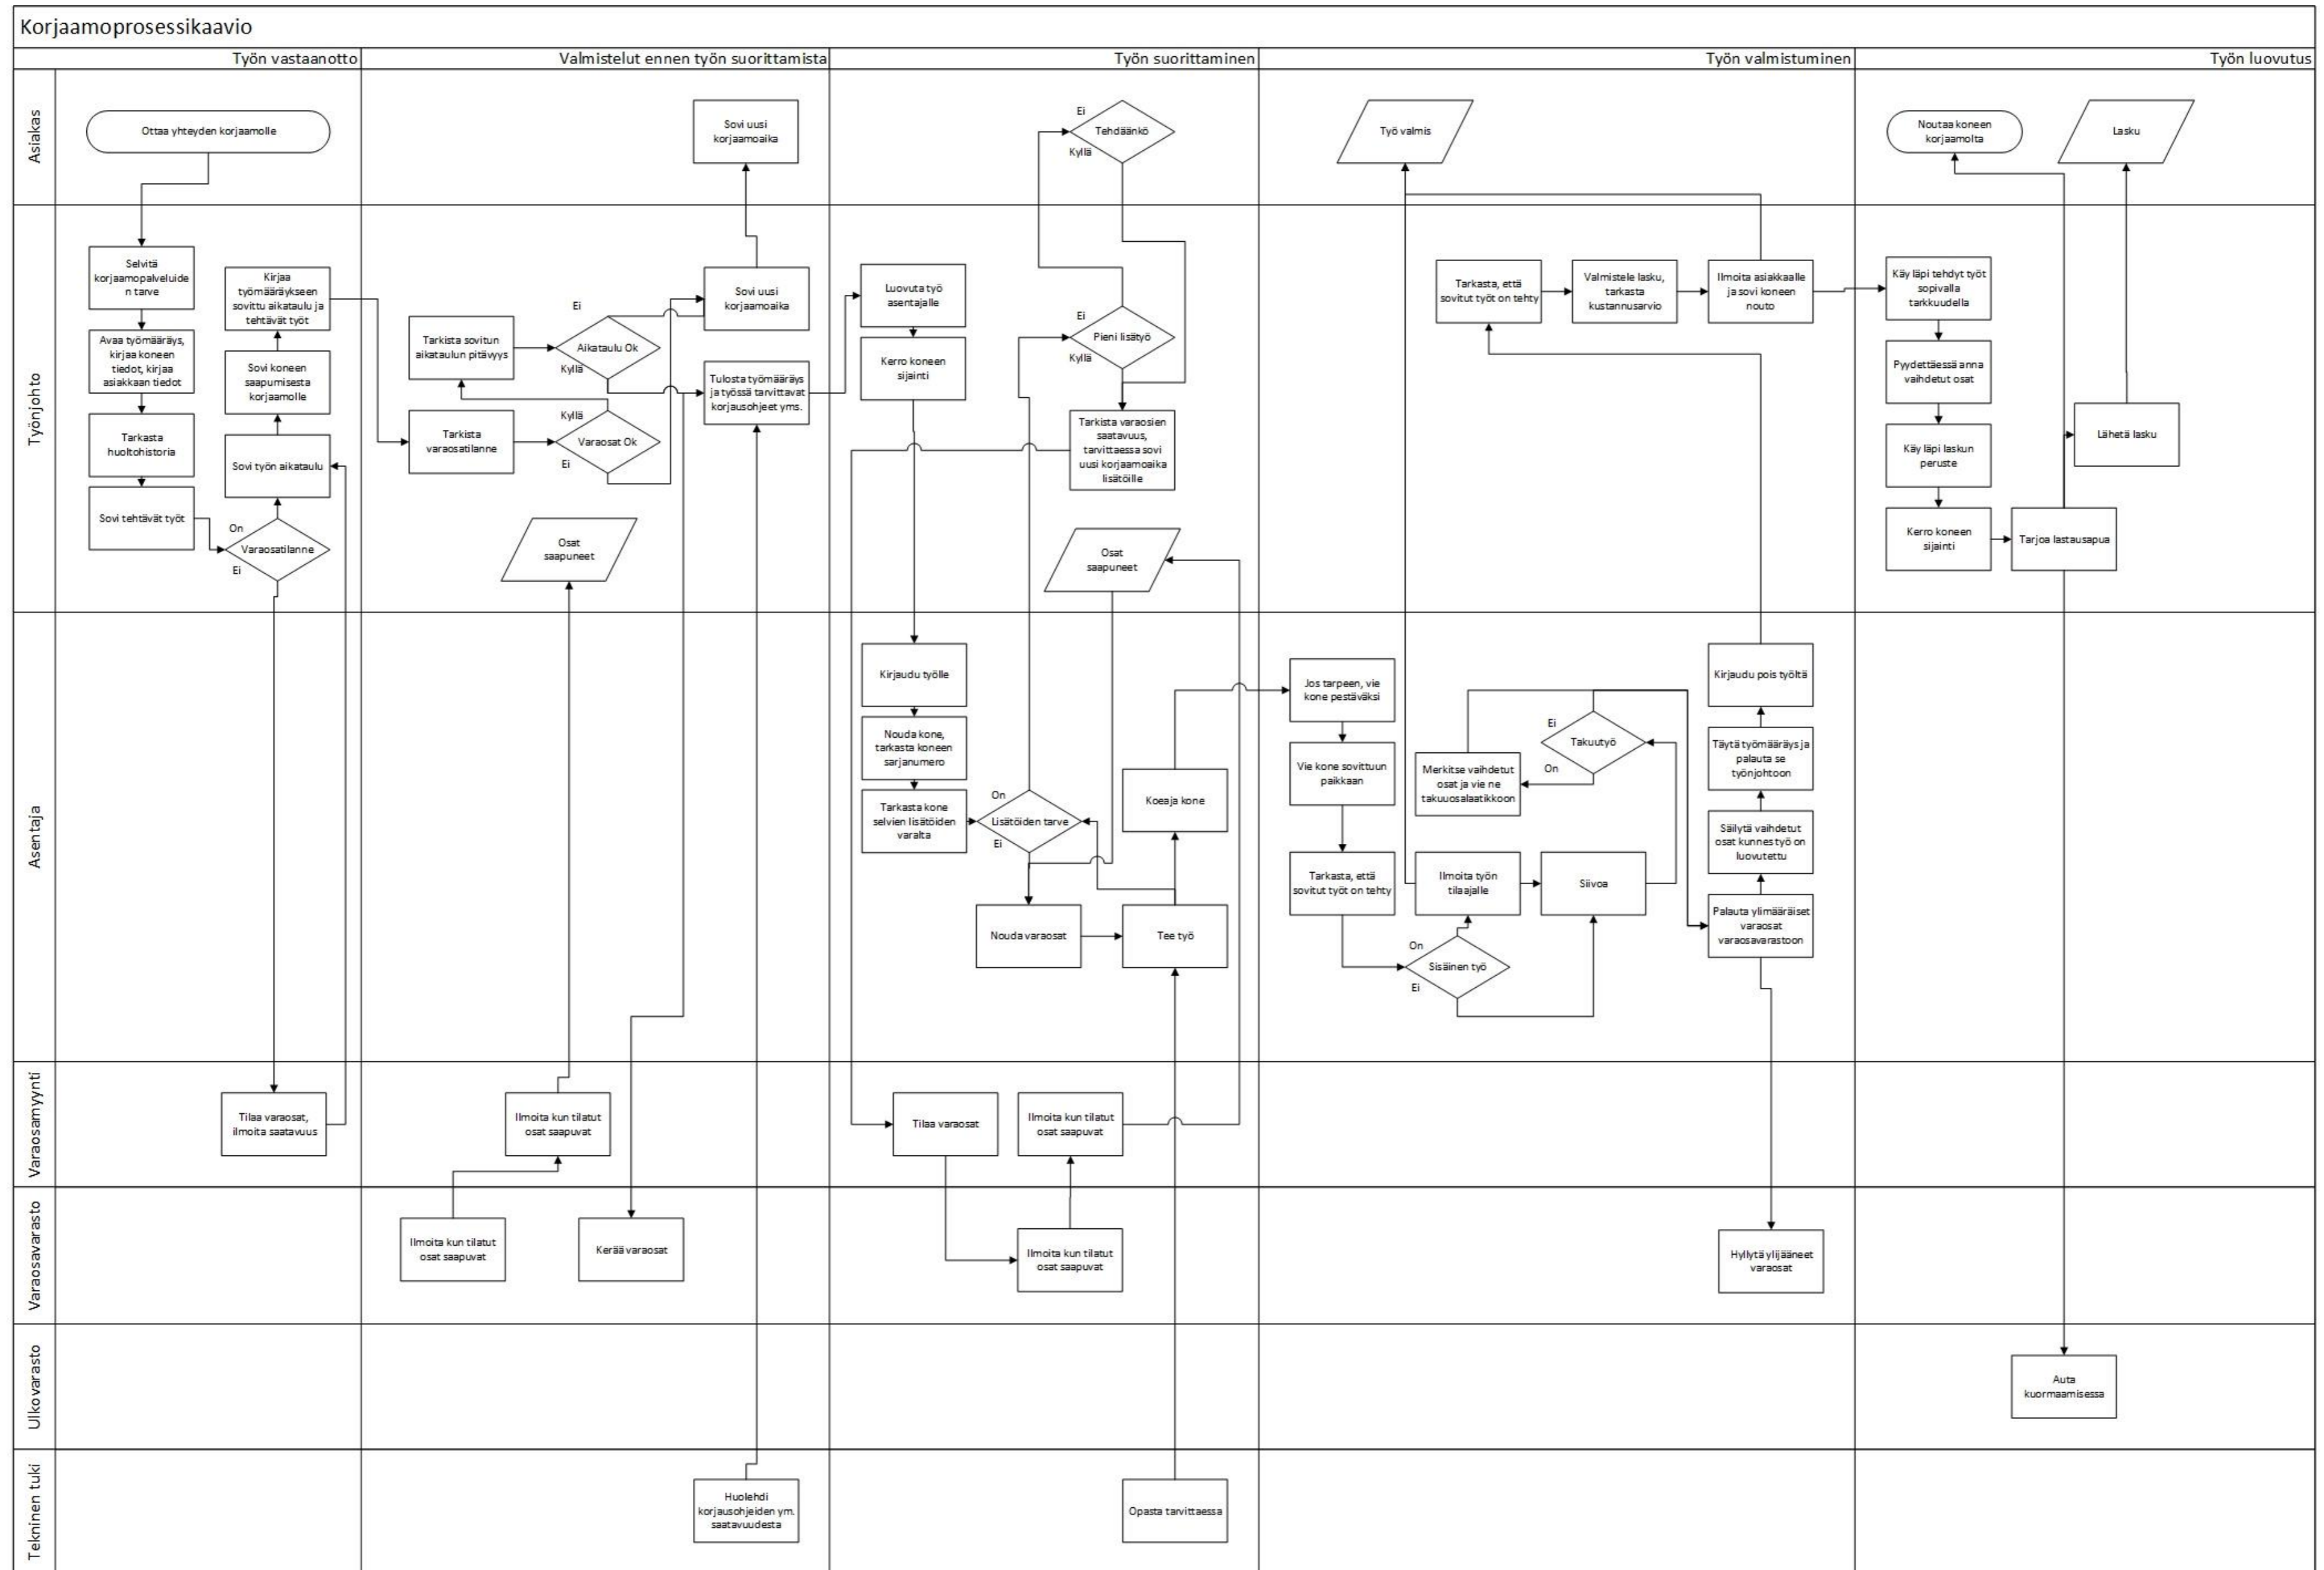 Korjaamoprosessikaavio
Työn vastaanotto
Valmistelut ennen työn suorittamista
Työn suorittaminen
Työn valmistuminen
Työn luovutus
Asiakas
Ottaa yhteyden korjaamolle
Sovi uusi
korjaamoaika
Ei
Tehdäänkö
Kyllä
Työ valmis
Noutaa koneen
korjaamolta
Lasku
Työnjohto
Selvitä
korjaamopalveluide
n tarve
Avaa työmääräys,
kirjaa koneen
tiedot, kirjaa
asiakkaan tiedot
Tarkasta
huoltohistoria
Sovi tehtävät työt
On
Varaosatilanne
Ei
Sovi työn aikataulu
Sovi koneen
saapumisesta
korjaamolle
Kirjaa
työmääräykseen
sovittu aikataulu ja
tehtävät työt
Tarkista
varaosatilanne
Kyllä
Varaosat Ok
Ei
Tarkista sovitun
aikataulun pitävyys
Ei
Aikataulu Ok
Kyllä
Sovi uusi
korjaamoaika
Tulosta työmääräys
ja työssä tarvittavat
korjausohjeet yms.
Osat
saapuneet
Luovuta työ
asentajalle
Kerro koneen
sijainti
Ei
Pieni lisätyö
Kyllä
Tarkista varaosien
saatavuus,
tarvittaessa sovi
uusi korjaamoaika
lisätöille
Osat
saapuneet
Tarkasta, että
sovitut työt on tehty
Valmistele lasku,
tarkasta
kustannusarvio
Ilmoita asiakkaalle
ja sovi koneen
nouto
Käy läpi tehdyt työt
sopivalla
tarkkuudella
Pyydettäessä anna
vaihdetut osat
Käy läpi laskun
peruste
Kerro koneen
sijainti
Tarjoa lastausapua
Lähetä lasku
Asentaja
Kirjaudu työlle
Nouda kone,
tarkasta koneen
sarjanumero
Tarkasta kone
selvien lisätöiden
varalta
On
Lisätöiden tarve
Ei
Nouda varaosat
Tee työ
Koeaja kone
Jos tarpeen, vie
kone pestäväksi
Vie kone sovittuun
paikkaan
Tarkasta, että
sovitut työt on tehty
On
Sisäinen työ
Ei
Ilmoita työn
tilaajalle
Siivoa
Ei
Takuutyö
On
Merkitse vaihdetut
osat ja vie ne
takuuosalaatikkoon
Kirjaudu pois työltä
Täytä työmääräys ja
palauta se
työnjohtoon
Säilytä vaihdetut
osat kunnes työ on
luovutettu
Palauta ylimääräiset
varaosat
varaosavarastoon
Varaosamyynti
Tilaa varaosat,
ilmoita saatavuus
Ilmoita kun tilatut
osat saapuvat
Tilaa varaosat
Ilmoita kun tilatut
osat saapuvat
Varaosavarasto
Ilmoita kun tilatut
osat saapuvat
Kerää varaosat
Ilmoita kun tilatut
osat saapuvat
Hyllytä ylijääneet
varaosat
Ulkovarasto
Auta
kuormaamisessa
Tekninen tuki
Huolehdi
korjausohjeiden ym.
saatavuudesta
Opasta tarvittaessa